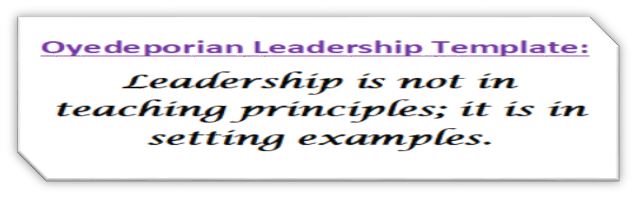 Oyedeporian Leadership Template:
Leadership is not in
teaching principles; it is in
setting examples.